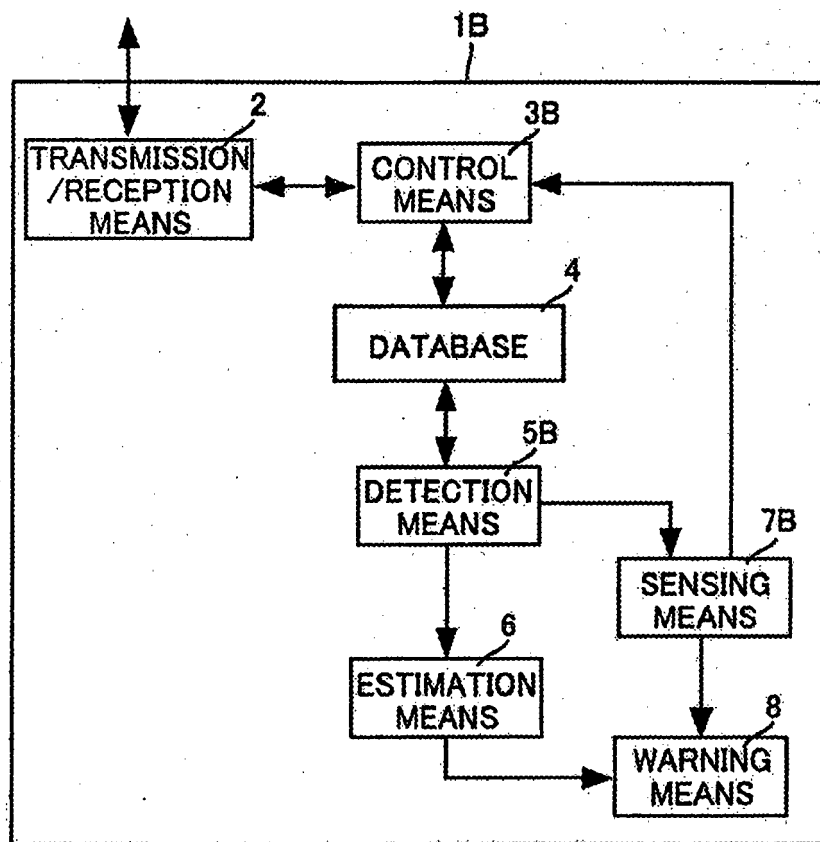 1B
2
TRANSMISSION
/RECEPTION
MEANS
3B
CONTROL
MEANS
4
DATABASE
5B
DETECTION
MEANS
7B
SENSING
MEANS
6
ESTIMATION
MEANS
8
WARNING
MEANS